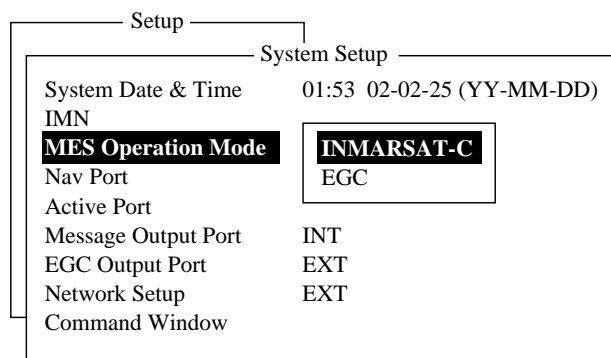 Setup
System Setup
System Date & Time 01:53 02-02-25 (YY-MM-DD)
IMN
MES Operation Mode INMARSAT-C
Nav Port EGC
Active Port
Message Output Port INT
EGC Output Port EXT
Network Setup EXT
Command Window